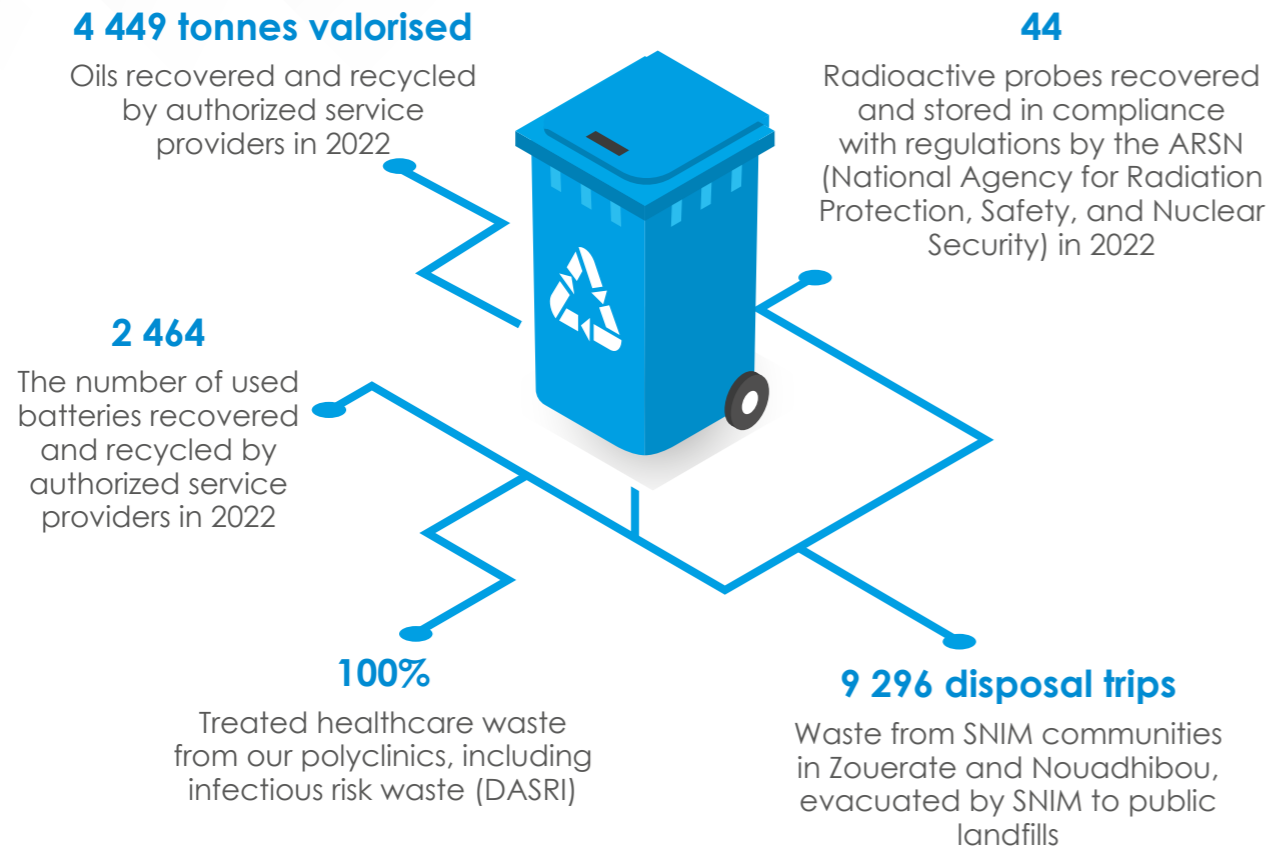 4 449 tonnes valorised
Oils recovered and recycled
by authorized service
providers in 2022
44
Radioactive probes recovered
and stored in compliance
with regulations by the ARSN
(National Agency for Radiation
Protection, Safety, and Nuclear
Security) in 2022
2 464
The number of used
batteries recovered
and recycled by
authorized service
providers in 2022
100%
Treated healthcare waste
from our polyclinics, including
infectious risk waste (DASRI)
9 296 disposal trips
Waste from SNIM communities
in Zouerate and Nouadhibou,
evacuated by SNIM to public
landfills